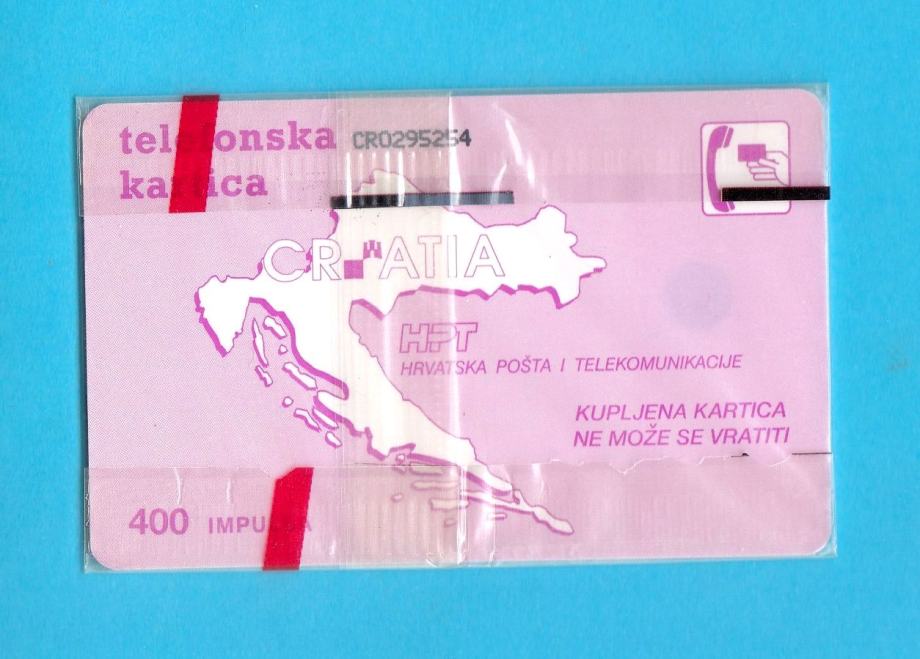 telefonska
kartica
CR0295254
CROATIA
HPT
HRVATSKA POŠTA I TELEKOMUNIKACIJE
KUPLJENA KARTICA
NE MOŽE SE VRATITI
400 IMPULSA